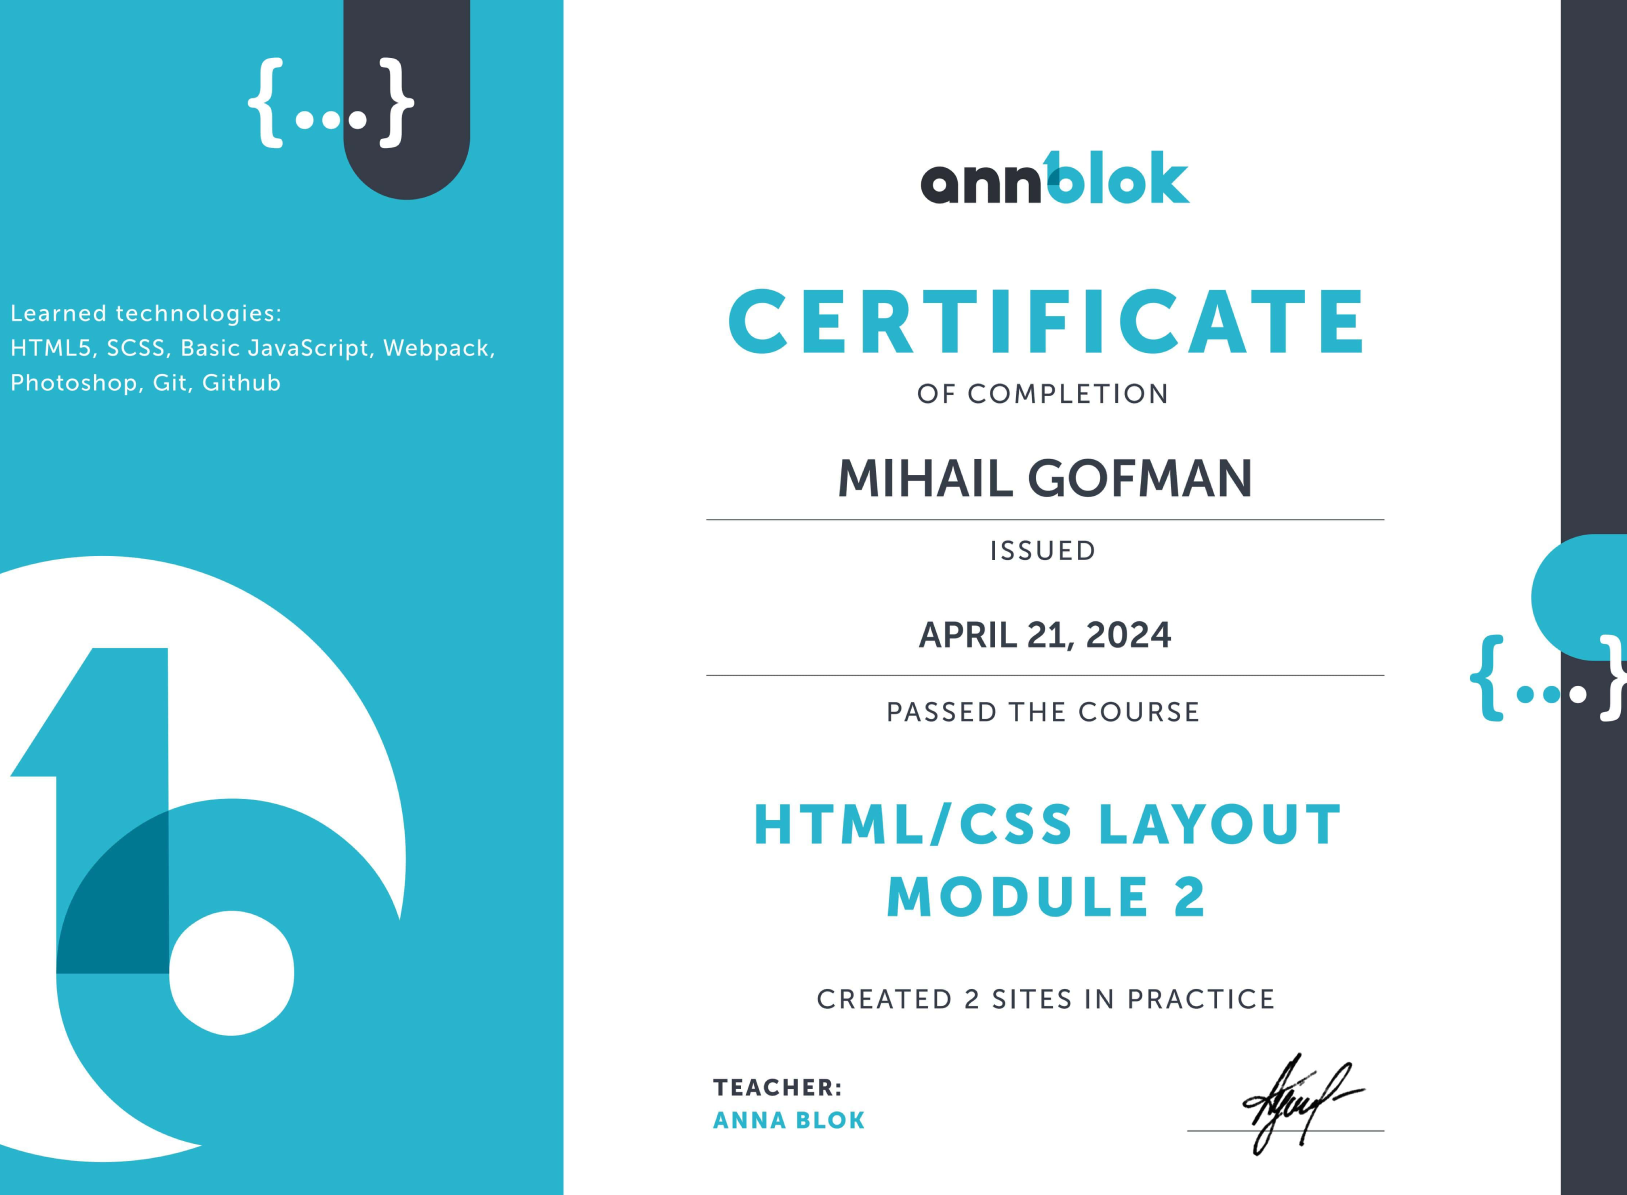 {...}
Learned technologies:
HTML5, SCSS, Basic JavaScript, Webpack,
Photoshop, Git, Github
annblok
CERTIFICATE
OF COMPLETION
MIHAIL GOFMAN
ISSUED
APRIL 21, 2024
PASSED THE COURSE
{...}
HTML/CSS LAYOUT
MODULE 2
CREATED 2 SITES IN PRACTICE
TEACHER:
ANNA BLOK